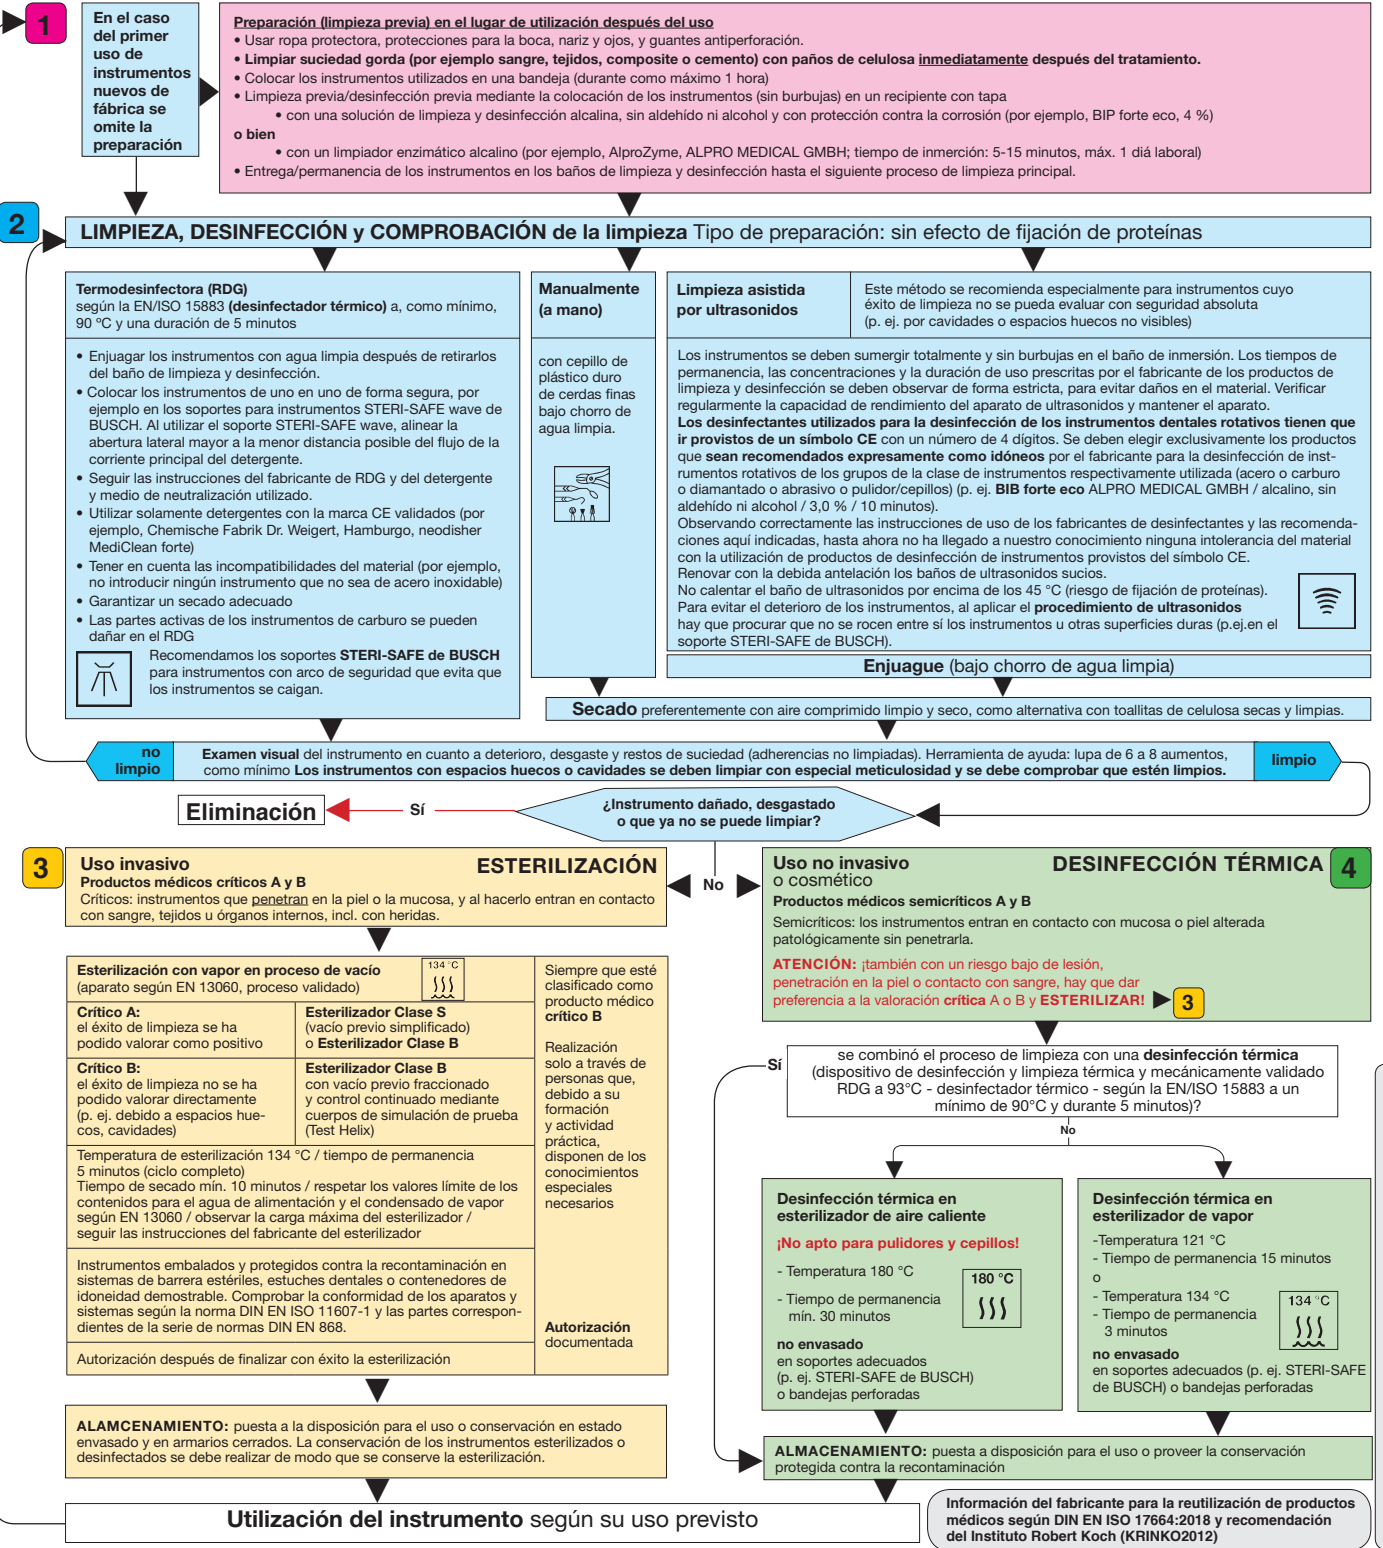 1
En el caso
del primer
uso de
instrumentos
nuevos de
fábrica se
omite la
preparación
Preparación (limpieza previa) en el lugar de utilización después del uso
• Usar ropa protectora, protecciones para la boca, nariz y ojos, y guantes antiperforación.
• Limpiar suciedad gorda (por ejemplo sangre, tejidos, composite o cemento) con paños de celulosa inmediatamente después del tratamiento.
• Colocar los instrumentos utilizados en una bandeja (durante como máximo 1 hora)
• Limpieza previa/desinfección previa mediante la colocación de los instrumentos (sin burbujas) en un recipiente con tapa
• con una solución de limpieza y desinfección alcalina, sin aldehído ni alcohol y con protección contra la corrosión (por ejemplo, BIP forte eco, 4 %)
o bien
• con un limpiador enzimático alcalino (por ejemplo, AlproZyme, ALPRO MEDICAL GMBH; tiempo de inmersión: 5-15 minutos, máx. 1 diá laboral)
• Entrega/permanencia de los instrumentos en los baños de limpieza y desinfección hasta el siguiente proceso de limpieza principal.
2
LIMPIEZA, DESINFECCIÓN y COMPROBACIÓN de la limpieza Tipo de preparación: sin efecto de fijación de proteínas
Termodesinfectora (RDG)
según la EN/ISO 15883 (desinfectador térmico) a, como mínimo,
90 ºC y una duración de 5 minutos
• Enjuagar los instrumentos con agua limpia después de retirarlos
del baño de limpieza y desinfección.
• Colocar los instrumentos de uno en uno de forma segura, por
ejemplo en los soportes para instrumentos STERI-SAFE wave de
BUSCH. Al utilizar el soporte STERI-SAFE wave, alinear la
abertura lateral mayor a la menor distancia posible del flujo de la
corriente principal del detergente.
• Seguir las instrucciones del fabricante de RDG y del detergente
y medio de neutralización utilizado.
• Utilizar solamente detergentes con la marca CE validados (por
ejemplo, Chemische Fabrik Dr. Weigert, Hamburgo, neodisher
MediClean forte)
• Tener en cuenta las incompatibilidades del material (por ejemplo,
no introducir ningún instrumento que no sea de acero inoxidable)
• Garantizar un secado adecuado
• Las partes activas de los instrumentos de carburo se pueden
dañar en el RDG
Recomendamos los soportes STERI-SAFE de BUSCH
para instrumentos con arco de seguridad que evita que
los instrumentos se caigan.
Manualmente
(a mano)
con cepillo de
plástico duro
de cerdas finas
bajo chorro de
agua limpia.
Limpieza asistida
por ultrasonidos
Este método se recomienda especialmente para instrumentos cuyo
éxito de limpieza no se pueda evaluar con seguridad absoluta
(p. ej. por cavidades o espacios huecos no visibles)
Los instrumentos se deben sumergir totalmente y sin burbujas en el baño de inmersión. Los tiempos de
permanencia, las concentraciones y la duración de uso prescritas por el fabricante de los productos de
limpieza y desinfección se deben observar de forma estricta, para evitar daños en el material. Verificar
regularmente la capacidad de rendimiento del aparato de ultrasonidos y mantener el aparato.
Los desinfectantes utilizados para la desinfección de los instrumentos dentales rotativos tienen que
ir provistos de un símbolo CE con un número de 4 dígitos. Se deben elegir exclusivamente los productos
que sean recomendados expresamente como idóneos por el fabricante para la desinfección de inst-
rumentos rotativos de los grupos de la clase de instrumentos respectivamente utilizada (acero o carburo
o diamantado o abrasivo o pulidor/cepillos) (p. ej. BIB forte eco ALPRO MEDICAL GMBH / alcalino, sin
aldehído ni alcohol / 3,0 % / 10 minutos).
Observando correctamente las instrucciones de uso de los fabricantes de desinfectantes y las recomenda-
ciones aquí indicadas, hasta ahora no ha llegado a nuestro conocimiento ninguna intolerancia del material
con la utilización de productos de desinfección de instrumentos provistos del símbolo CE.
Renovar con la debida antelación los baños de ultrasonidos sucios.
No calentar el baño de ultrasonidos por encima de los 45 °C (riesgo de fijación de proteínas).
Para evitar el deterioro de los instrumentos, al aplicar el procedimiento de ultrasonidos
hay que procurar que no se rocen entre sí los instrumentos u otras superficies duras (p.ej.en el
soporte STERI-SAFE de BUSCH).
Enjuague (bajo chorro de agua limpia)
Secado preferentemente con aire comprimido limpio y seco, como alternativa con toallitas de celulosa secas y limpias.
no
limpio
Examen visual del instrumento en cuanto a deterioro, desgaste y restos de suciedad (adherencias no limpiadas). Herramienta de ayuda: lupa de 6 a 8 aumentos,
como mínimo Los instrumentos con espacios huecos o cavidades se deben limpiar con especial meticulosidad y se debe comprobar que estén limpios.
limpio
Eliminación
Sí
¿Instrumento dañado, desgastado
o que ya no se puede limpiar?
No
3
Uso invasivo
ESTERILIZACIÓN
Productos médicos críticos A y B
Críticos: instrumentos que penetran en la piel o la mucosa, y al hacerlo entran en contacto
con sangre, tejidos u órganos internos, incl. con heridas.
Esterilización con vapor en proceso de vacío
(aparato según EN 13060, proceso validado)
134 °C
Crítico A:
el éxito de limpieza se ha
podido valorar como positivo
Esterilizador Clase S
(vacío previo simplificado)
o Esterilizador Clase B
Crítico B:
el éxito de limpieza no se ha
podido valorar directamente
(p. ej. debido a espacios hue-
cos, cavidades)
Esterilizador Clase B
con vacío previo fraccionado
y control continuado mediante
cuerpos de simulación de prueba
(Test Helix)
Temperatura de esterilización 134 °C / tiempo de permanencia
5 minutos (ciclo completo)
Tiempo de secado mín. 10 minutos / respetar los valores límite de los
contenidos para el agua de alimentación y el condensado de vapor
según EN 13060 / observar la carga máxima del esterilizador /
seguir las instrucciones del fabricante del esterilizador
Instrumentos embalados y protegidos contra la recontaminación en
sistemas de barrera estériles, estuches dentales o contenedores de
idoneidad demostrable. Comprobar la conformidad de los aparatos y
sistemas según la norma DIN EN ISO 11607-1 y las partes correspon-
dientes de la serie de normas DIN EN 868.
Autorización después de finalizar con éxito la esterilización
Siempre que esté
clasificado como
producto médico
crítico B
Realización
solo a través de
personas que,
debido a su
formación
y actividad
práctica,
disponen de los
conocimientos
especiales
necesarios
Autorización
documentada
ALAMCENAMIENTO: puesta a la disposición para el uso o conservación en estado
envasado y en armarios cerrados. La conservación de los instrumentos esterilizados o
desinfectados se debe realizar de modo que se conserve la esterilización.
Uso no invasivo
o cosmético
DESINFECCIÓN TÉRMICA
4
Productos médicos semicríticos A y B
Semicríticos: los instrumentos entran en contacto con mucosa o piel alterada
patológicamente sin penetrarla.
ATENCIÓN: ¡también con un riesgo bajo de lesión,
penetración en la piel o contacto con sangre, hay que dar
preferencia a la valoración crítica A o B y ESTERILIZAR!
3
Sí
se combinó el proceso de limpieza con una desinfección térmica
(dispositivo de desinfección y limpieza térmica y mecánicamente validado
RDG a 93°C - desinfectador térmico - según la EN/ISO 15883 a un
mínimo de 90°C y durante 5 minutos)?
No
Desinfección térmica en
esterilizador de aire caliente
¡No apto para pulidores y cepillos!
- Temperatura 180 °C
- Tiempo de permanencia
mín. 30 minutos
180 °C
no envasado
en soportes adecuados
(p. ej. STERI-SAFE de BUSCH)
o bandejas perforadas
Desinfección térmica en
esterilizador de vapor
-Temperatura 121 °C
- Tiempo de permanencia 15 minutos
o
- Temperatura 134 °C
- Tiempo de permanencia
3 minutos
134 °C
no envasado
en soportes adecuados (p. ej. STERI-SAFE
de BUSCH) o bandejas perforadas
ALMACENAMIENTO: puesta a disposición para el uso o proveer la conservación
protegida contra la recontaminación
Utilización del instrumento según su uso previsto
Información del fabricante para la reutilización de productos
médicos según DIN EN ISO 17664:2018 y recomendación
del Instituto Robert Koch (KRINKO2012)